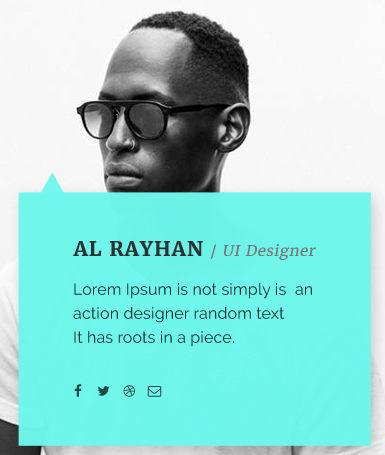 AL RAYHAN / UI Designer
Lorem Ipsum is not simply is  an
action designer random text
It has roots in a piece.